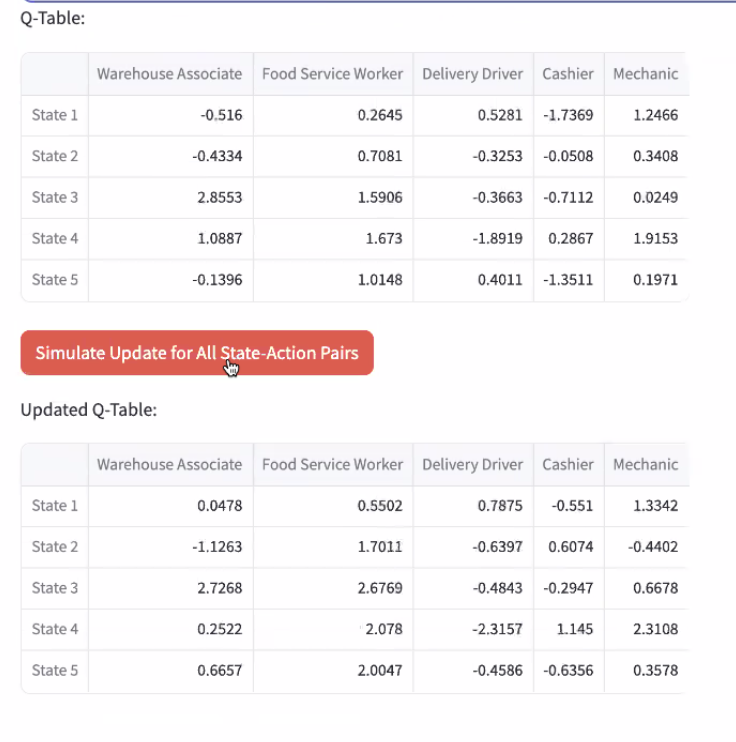 Q-Table:
Warehouse Associate Food Service Worker Delivery Driver Cashier Mechanic
State 1 -0.516 0.2645 0.5281 -1.7369 1.2466
State 2 -0.4334 0.7081 -0.3253 -0.0508 0.3408
State 3 2.8553 1.5906 -0.3663 -0.7112 0.0249
State 4 1.0887 1.673 -1.8919 0.2867 1.9153
State 5 -0.1396 1.0148 0.4011 -1.3511 0.1971
Simulate Update for All State-Action Pairs
Updated Q-Table:
Warehouse Associate Food Service Worker Delivery Driver Cashier Mechanic
State 1 0.0478 0.5502 0.7875 -0.551 1.3342
State 2 -1.1263 1.7011 -0.6397 0.6074 -0.4402
State 3 2.7268 2.6769 -0.4843 -0.2947 0.6678
State 4 0.2522 2.078 -2.3157 1.145 2.3108
State 5 0.6657 2.0047 -0.4586 -0.6356 0.3578